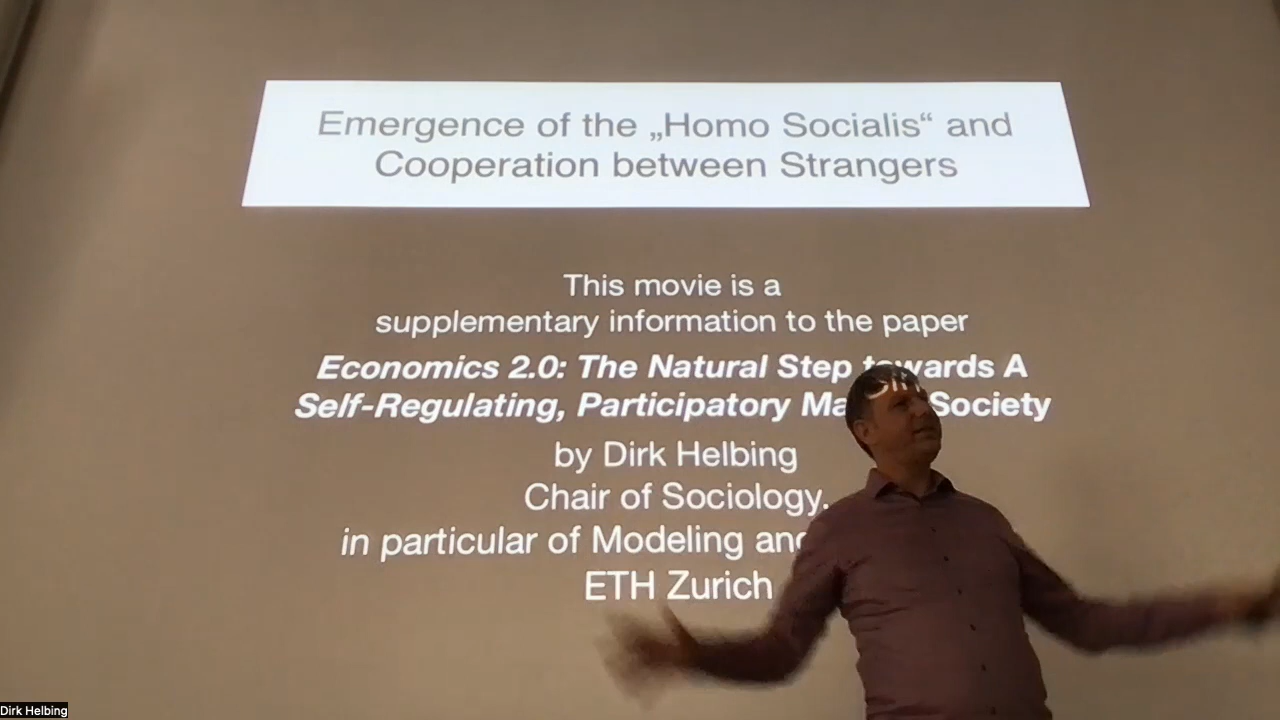 Emergence of the „Homo Socialis“ and
Cooperation between Strangers
This movie is a
supplementary information to the paper
Economics 2.0: The Natural Step towards A
Self-Regulating, Participatory Society
by Dirk Helbing
Chair of Sociology,
in particular of Modeling and
ETH Zurich
Dirk Helbing